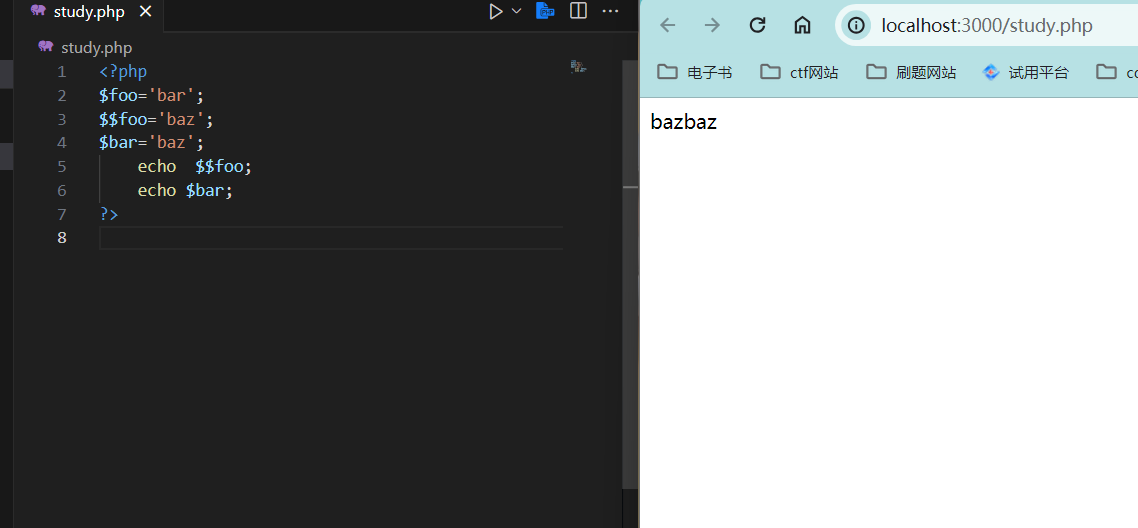 study.php
study.php
1 <?php
2 $foo='bar';
3 $$foo='baz';
4 $bar='baz';
5 echo  $$foo;
6 echo $bar;
7 ?>
8
localhost:3000/study.php
电子书 ctf网站 刷题网站 试用平台
bazbaz